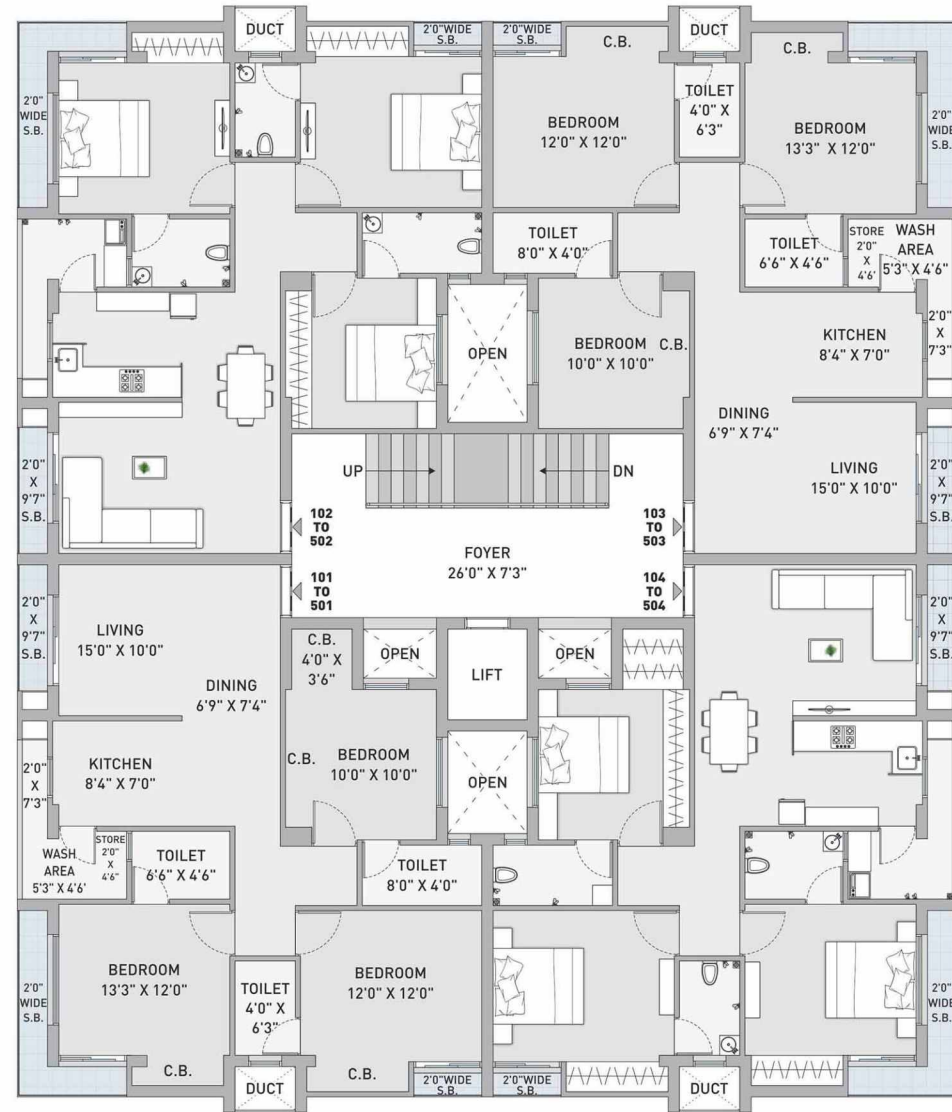 DUCT
DUCT
2'0"WIDE
S.B.
2'0"WIDE
S.B.
C.B.
C.B.
2'0"
WIDE
S.B.
TOILET
4'0" X
6'3"
BEDROOM
12'0" X 12'0"
BEDROOM
13'3" X 12'0"
2'0"
WIDE
S.B.
TOILET
8'0" X 4'0"
TOILET
6'6" X 4'6"
STORE
2'0"
X
4'6'
WASH
AREA
5'3" X 4'6"
OPEN
BEDROOM
10'0" X 10'0"
C.B.
KITCHEN
8'4" X 7'0"
2'0"
X
7'3"
DINING
6'9" X 7'4"
LIVING
15'0" X 10'0"
2'0"
X
9'7"
S.B.
2'0"
X
9'7"
S.B.
UP
DN
102
TO
502
103
TO
503
FOYER
26'0" X 7'3"
101
TO
501
104
TO
504
2'0"
X
9'7"
S.B.
LIVING
15'0" X 10'0"
2'0"
X
9'7"
S.B.
C.B.
4'0" X
3'6"
OPEN
LIFT
OPEN
DINING
6'9" X 7'4"
KITCHEN
8'4" X 7'0"
2'0"
X
7'3"
C.B.
BEDROOM
10'0" X 10'0"
OPEN
WASH
AREA
5'3" X 4'6'
STORE
2'0"
X
4'6"
TOILET
6'6" X 4'6"
TOILET
8'0" X 4'0"
2'0"
WIDE
S.B.
BEDROOM
13'3" X 12'0"
TOILET
4'0" X
6'3"
BEDROOM
12'0" X 12'0"
2'0"
WIDE
S.B.
C.B.
C.B.
DUCT
2'0"WIDE
S.B.
2'0"WIDE
S.B.
DUCT